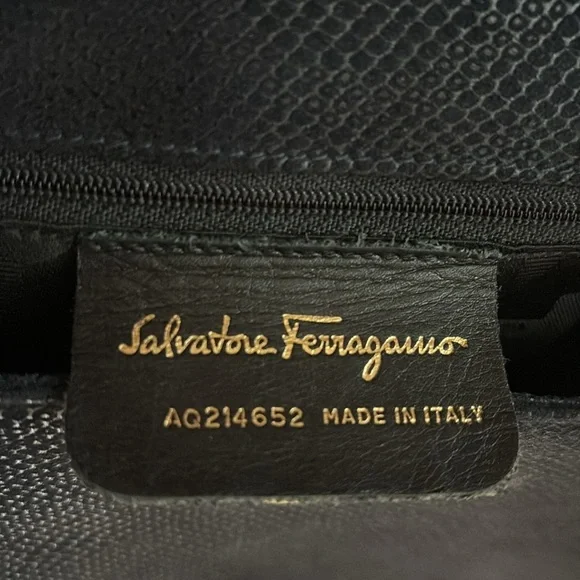 Salvatore Ferragamo
AQ214652 MADE IN ITALY